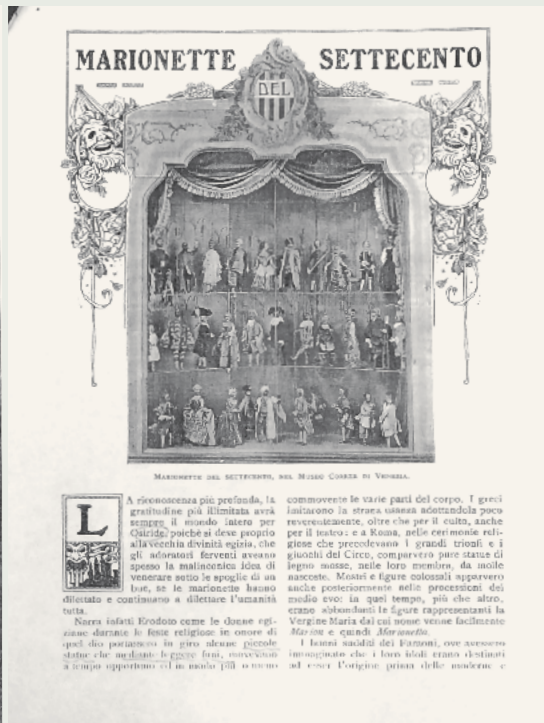 MARIONETTE DEL SETTECENTO
MARIONETTE DEL SETTECENTO, NEL MUSEO CORRER DI VENEZIA.
LA riconoscenza più profonda, la
gratitudine più illimitata avrà
sempre il mondo intero per
Osiride, poichè si deve proprio
alla vecchia divinità egizia, che
gli adoratori ferventi aveano
spesso la malinconica idea di
venerare sotto le spoglie di un
bue, se le marionette hanno
dilettato e continuano a dilettare l'umanità
tutta.
Narra infatti Erodoto come le donne egi-
ziane durante le feste religiose in onore di
quel dio portassero in giro alcune piccole
statue che mediante leggere funi, muovevano
a tempo opportuno ed in modo più o meno
commovente le varie parti del corpo. I greci
imitarono la strana usanza adottandola poco
reverentemente, oltre che per il culto, anche
per il teatro: e a Roma, nelle cerimonie reli-
giose che precedevano i grandi trionfi e i
giuochi del Circo, comparvero pure statue di
legno mosse, nelle loro membra, da molle
nascoste. Mostri e figure colossali apparvero
anche posteriormente nelle processioni del
medio evo: in quel tempo, più che altro,
erano abbondanti le figure rappresentanti la
Vergine Maria dal cui nome venne facilmente
Marion e quindi Marionetta.
I buoni sudditi dei Faraoni, ove avessero
immaginato che i loro idoli erano destinati
ad esser l'origine prima delle moderne e